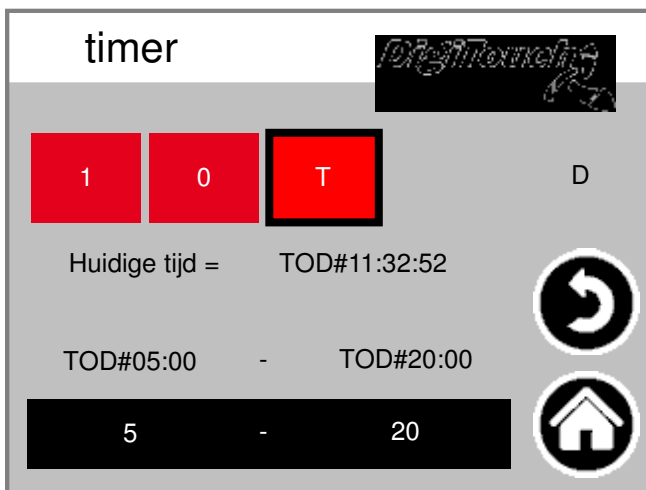 timer
DigiTouch
1 0 T D
Huidige tijd = TOD#11:32:52
TOD#05:00 - TOD#20:00
5 - 20